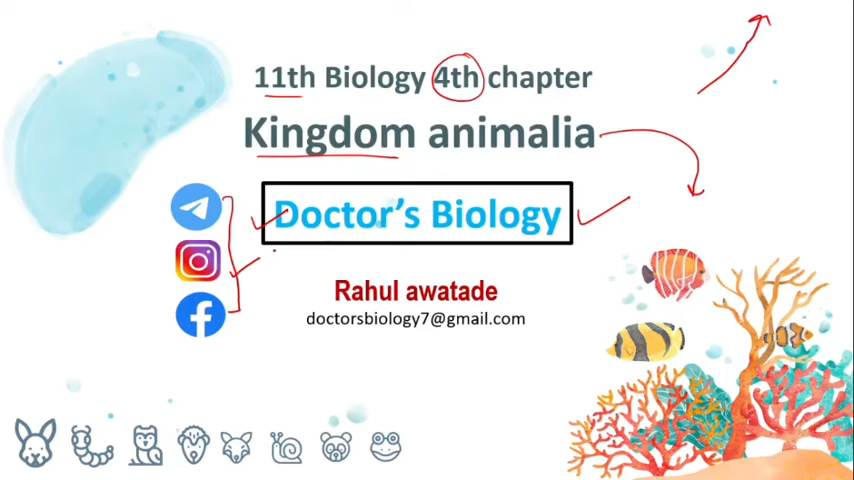 11th Biology 4th chapter
Kingdom animalia
Doctor's Biology
Rahul awatade
doctorsbiology7@gmail.com